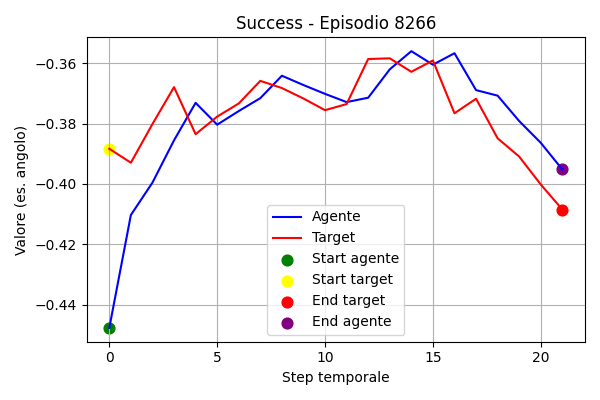 Success - Episodio 8266
Valore (es. angolo)
−0.36
−0.38
−0.40
−0.42
−0.44
Agente
Target
Start agente
Start target
End target
End agente
0
5
10
15
20
Step temporale